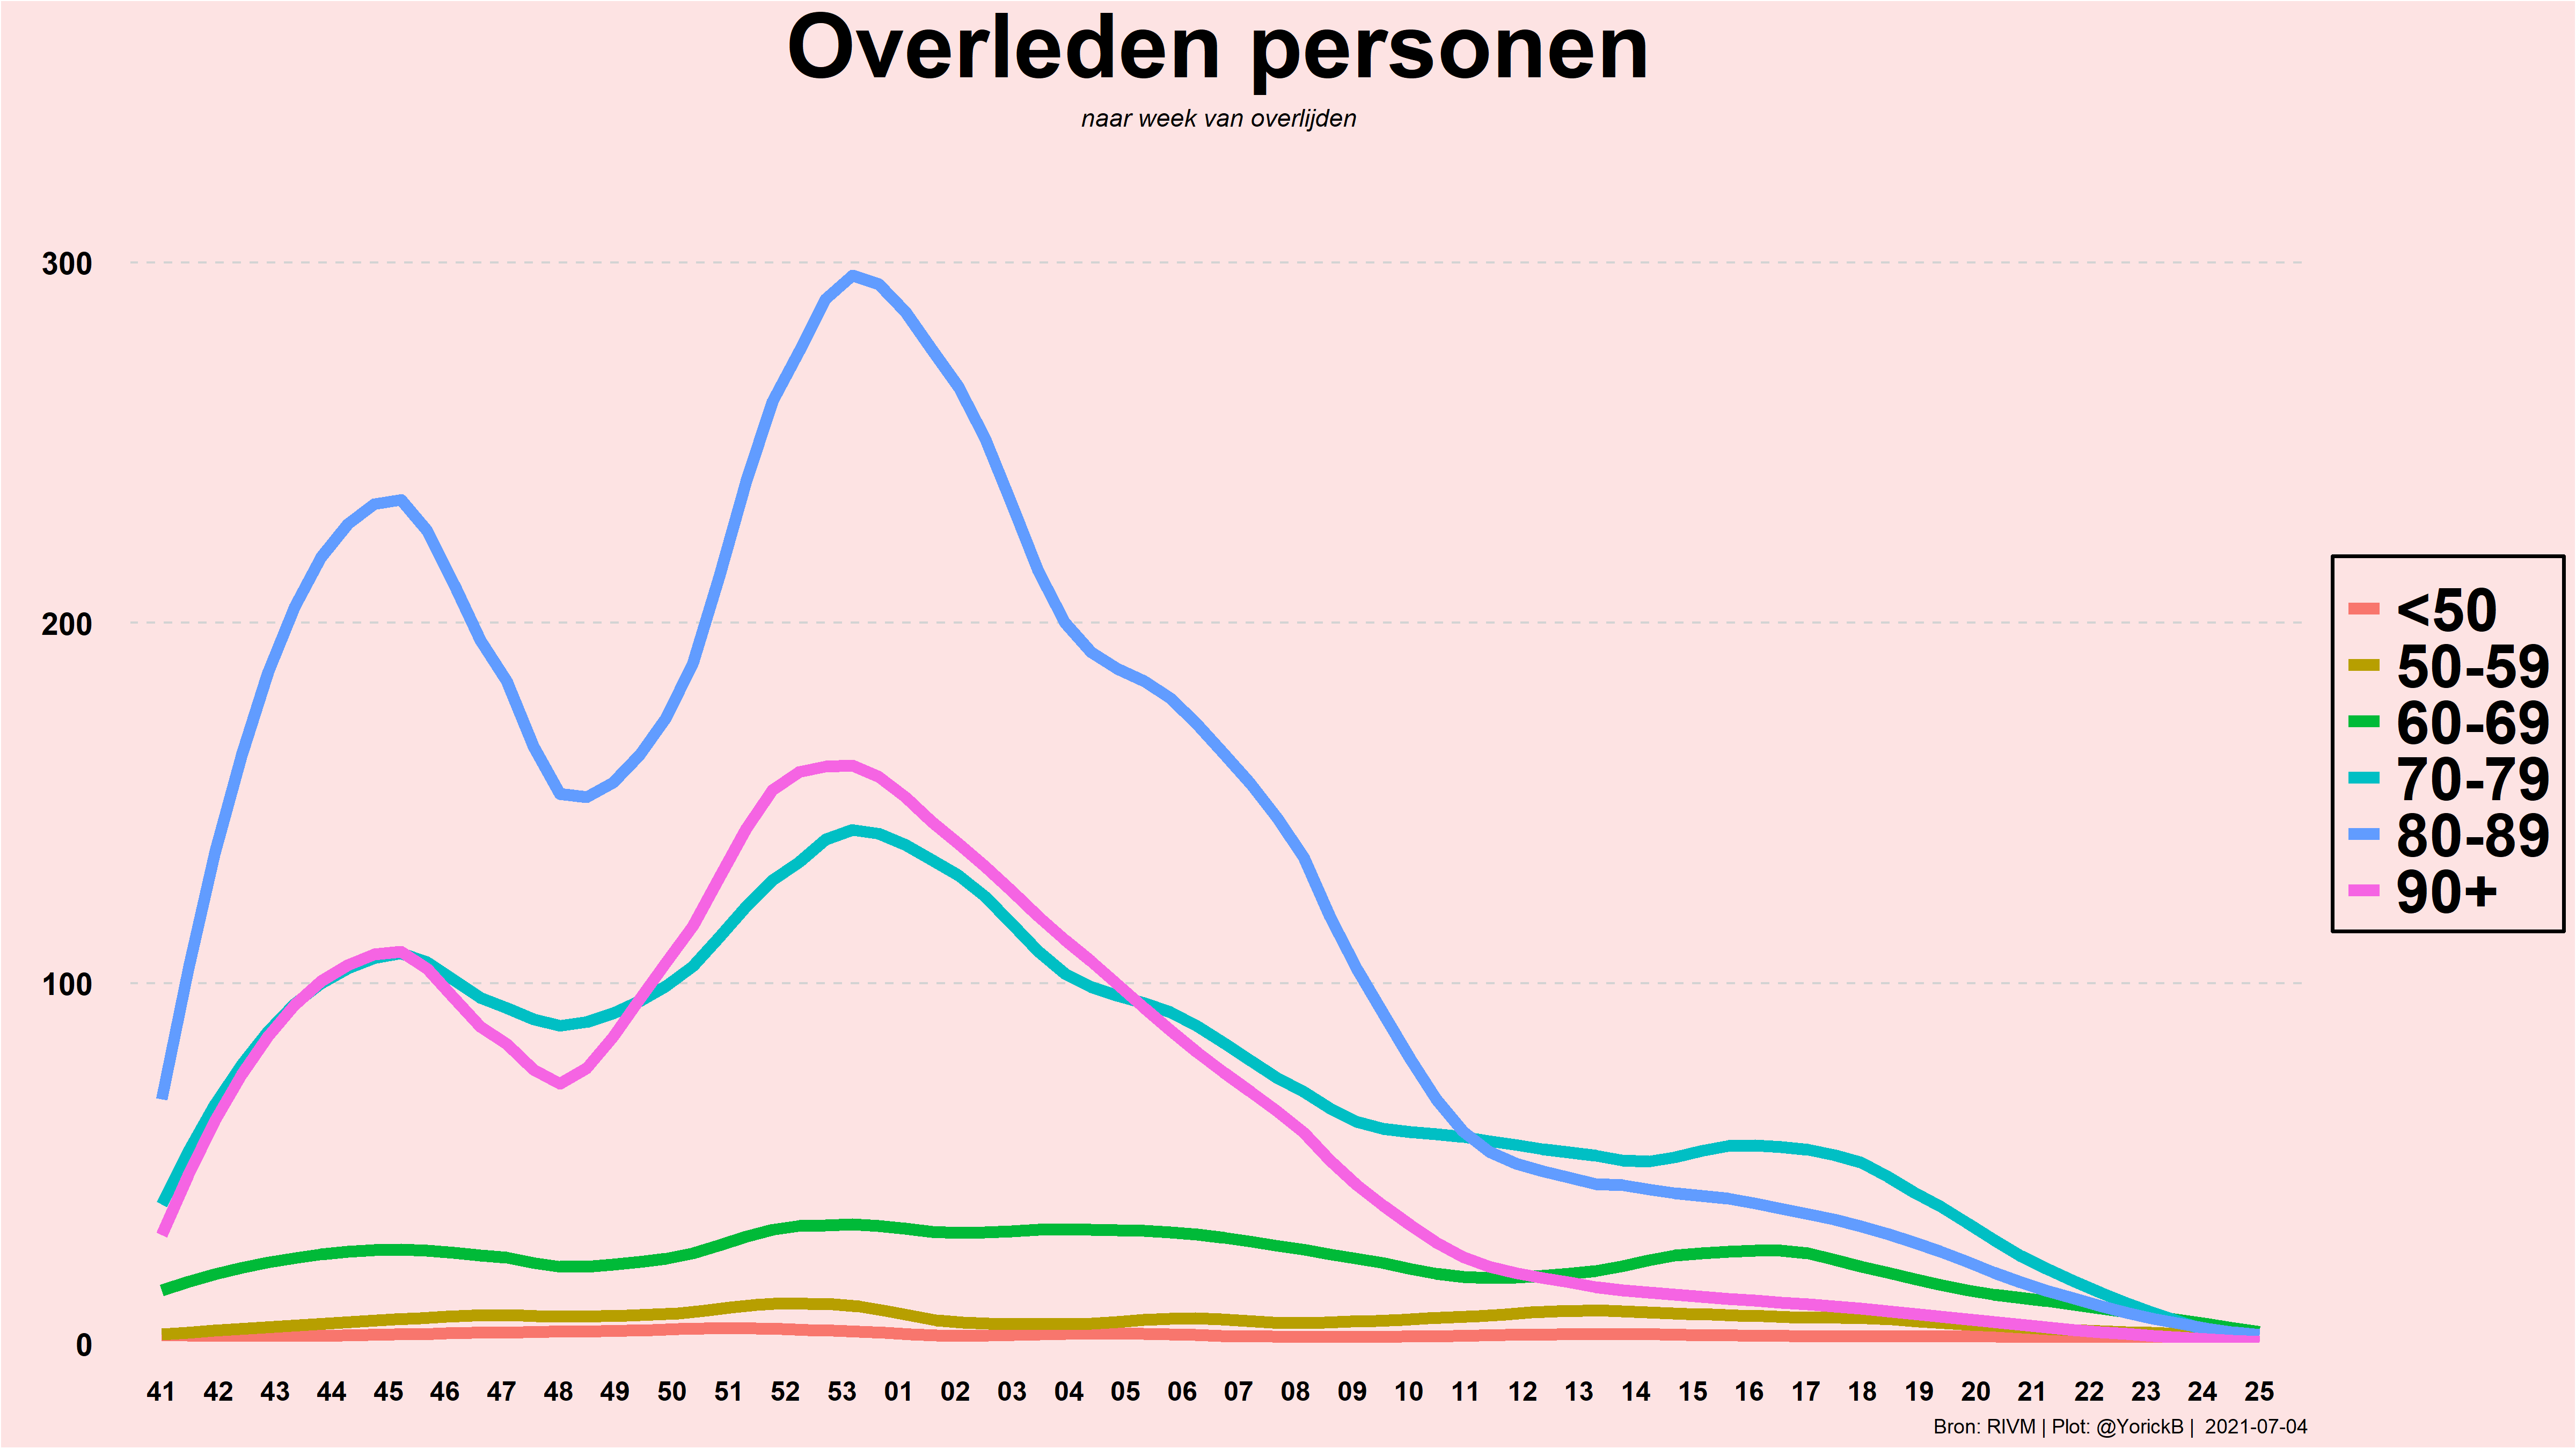 Overleden personen
naar week van overlijden
300
200
100
0
41 42 43 44 45 46 47 48 49 50 51 52 53 01 02 03 04 05 06 07 08 09 10 11 12 13 14 15 16 17 18 19 20 21 22 23 24 25
<50
50-59
60-69
70-79
80-89
90+
Bron: RIVM | Plot: @YorickB | 2021-07-04